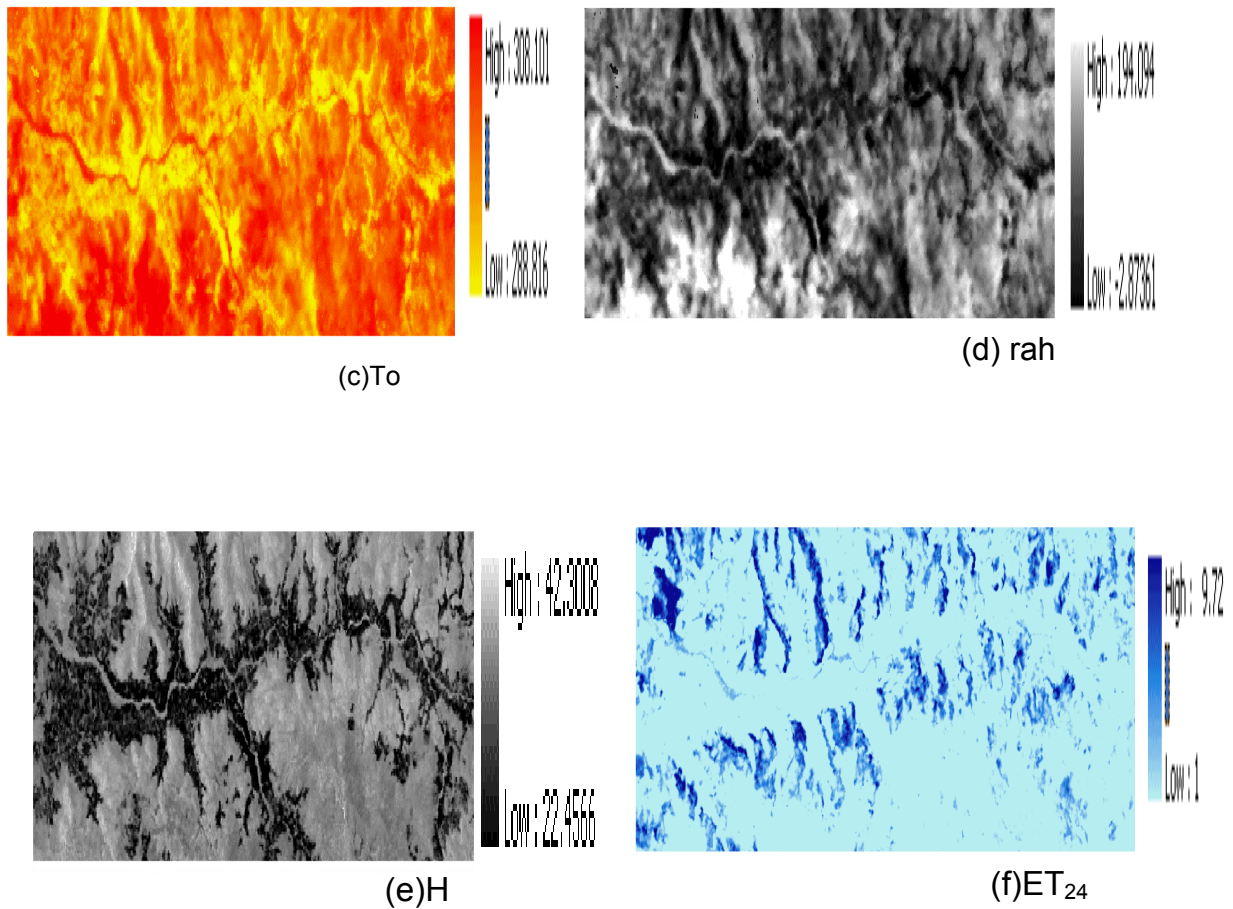 High : 308.101
Low : 288.816
(c)To
High : 194.094
Low : -2.87361
(d) rah
High : 42.3008
Low : 22.4566
(e)H
High : 9.72
Low : 1
(f)ET₂₄